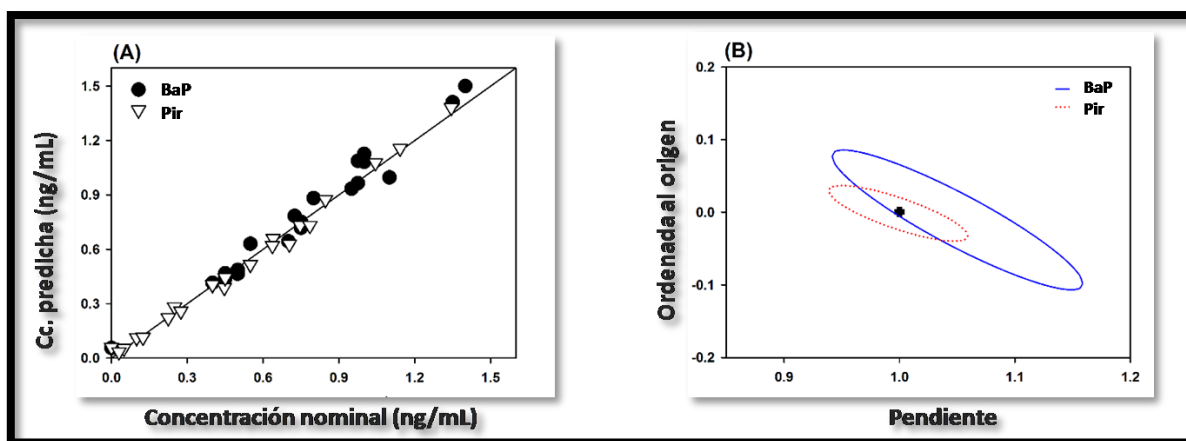 (A)
BaP
Pir
Cc. predicha (ng/mL)
1.5
1.2
0.9
0.6
0.3
0.0
0.0 0.3 0.6 0.9 1.2 1.5
Concentración nominal (ng/mL)
(B)
BaP
Pir
Ordenada al origen
0.2
0.1
0.0
-0.1
-0.2
0.9 1.0 1.1 1.2
Pendiente